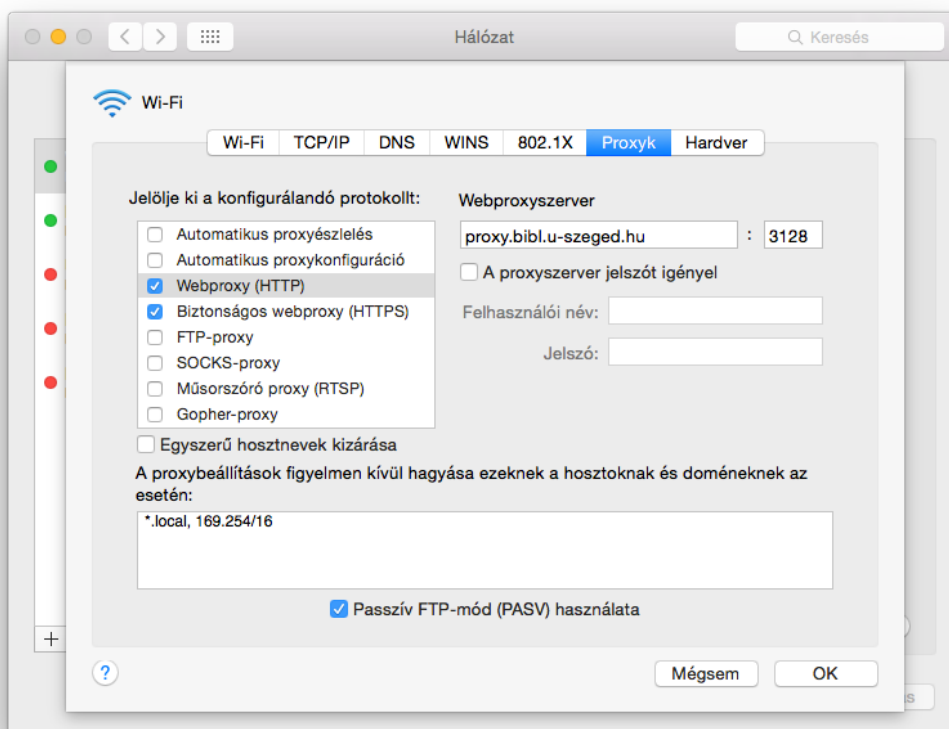 Hálózat
Keresés
Wi-Fi
Wi-Fi TCP/IP DNS WINS 802.1X Proxyk Hardver
Jelölje ki a konfigurálandó protokollt:
Automatikus proxyészlelés
Automatikus proxykonfiguráció
Webproxy (HTTP)
Biztonságos webproxy (HTTPS)
FTP-proxy
SOCKS-proxy
Műsorszóró proxy (RTSP)
Gopher-proxy
Egyszerű hosztnevek kizárása
Webproxyszerver
proxy.bibl.u-szeged.hu : 3128
A proxyszerver jelszót igényel
Felhasználói név:
Jelszó:
A proxybeállítások figyelmen kívül hagyása ezeknek a hosztoknak és doméneknek az
esetén:
*.local, 169.254/16
Passzív FTP-mód (PASV) használata
+
?
Mégsem
OK